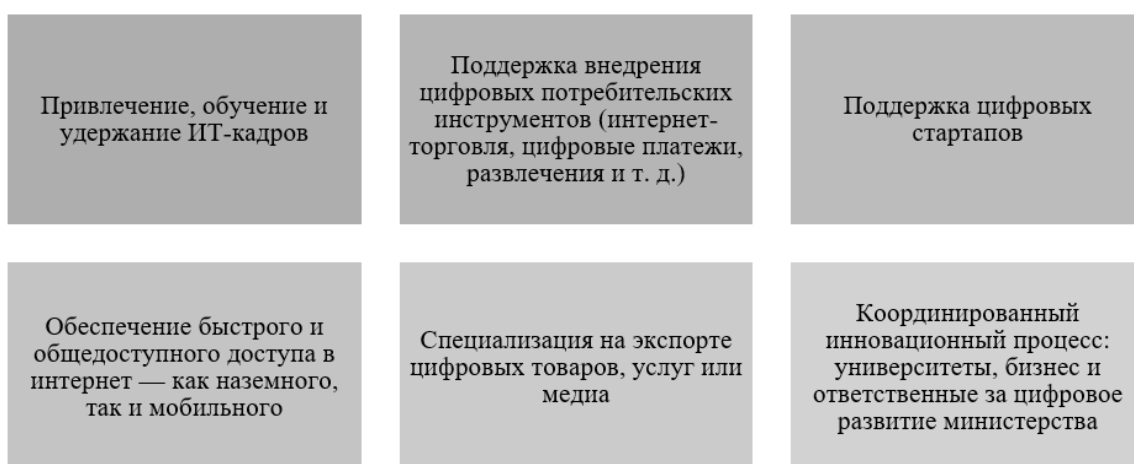 Привлечение, обучение и
удержание ИТ-кадров
Поддержка внедрения
цифровых потребительских
инструментов (интернет-
торговля, цифровые платежи,
развлечения и т. д.)
Поддержка цифровых
стартапов
Обеспечение быстрого и
общедоступного доступа в
интернет — как наземного,
так и мобильного
Специализация на экспорте
цифровых товаров, услуг или
медиа
Координированный
инновационный процесс:
университеты, бизнес и
ответственные за цифровое
развитие министерства